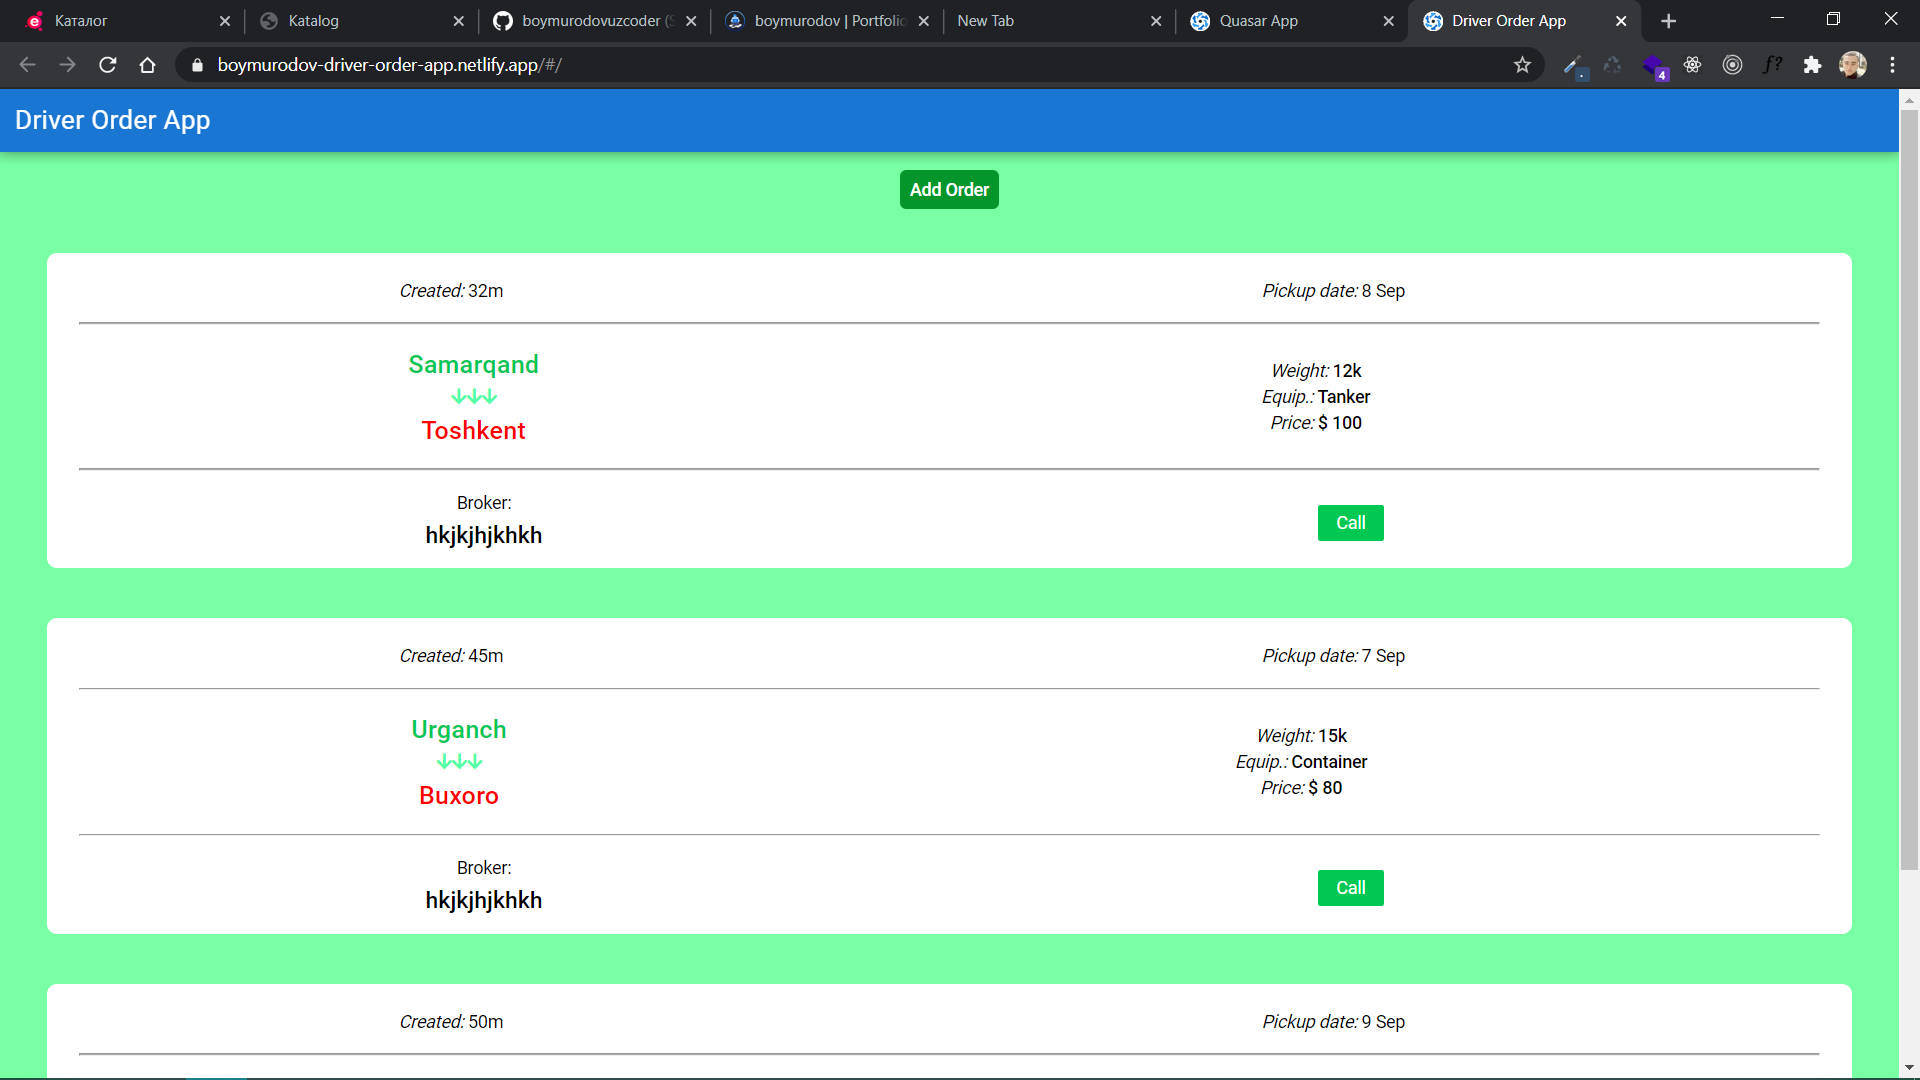 Каталог
Katalog
boymurodovuzcoder
boymurodov | Portfolio
New Tab
Quasar App
Driver Order App
boymurodov-driver-order-app.netlify.app/#/
4
f?
Driver Order App
Add Order
Created: 32m
Pickup date: 8 Sep
Samarqand
↓↓↓
Toshkent
Weight: 12k
Equip.: Tanker
Price: $ 100
Broker:
hkjkjhjkhkh
Call
Created: 45m
Pickup date: 7 Sep
Urganch
↓↓↓
Buxoro
Weight: 15k
Equip.: Container
Price: $ 80
Broker:
hkjkjhjkhkh
Call
Created: 50m
Pickup date: 9 Sep